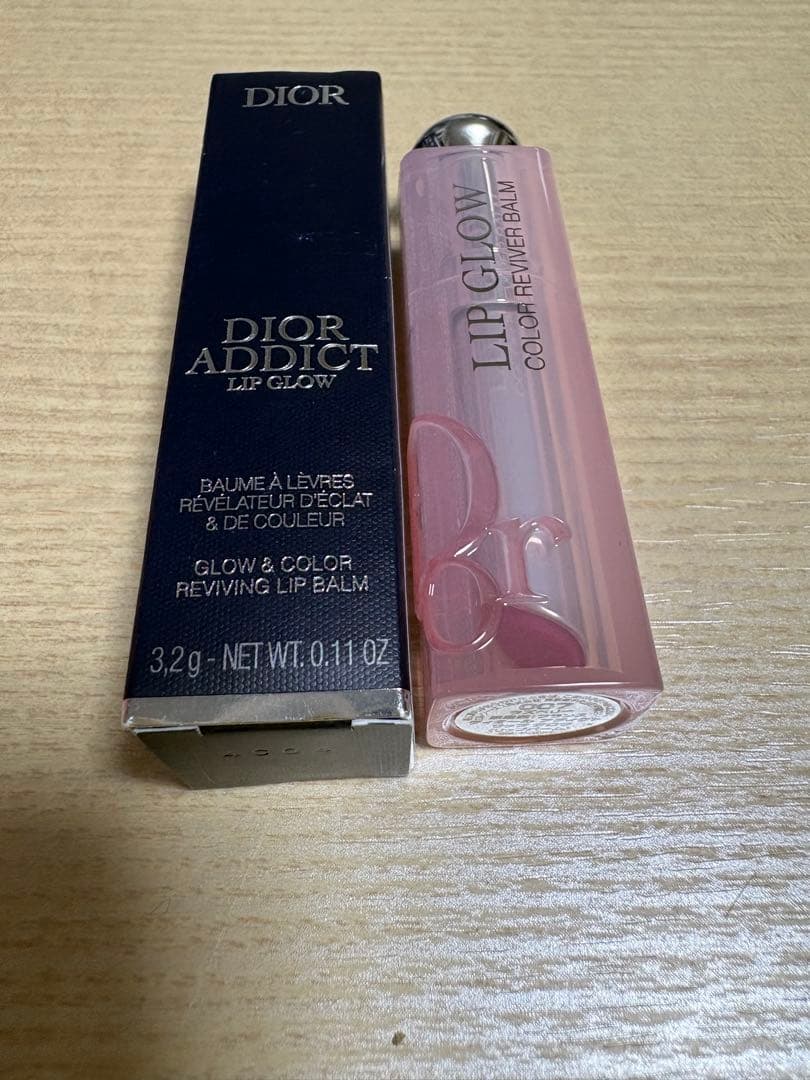 DIOR
DIOR
ADDICT
LIP GLOW
BAUME À LÈVRES
RÉVÉLATEUR D'ÉCLAT
& DE COULEUR
GLOW & COLOR
REVIVING LIP BALM
3,2 g - NET WT. 0.11 OZ
LIP GLOW
COLOR REVIVER BALM
Dior